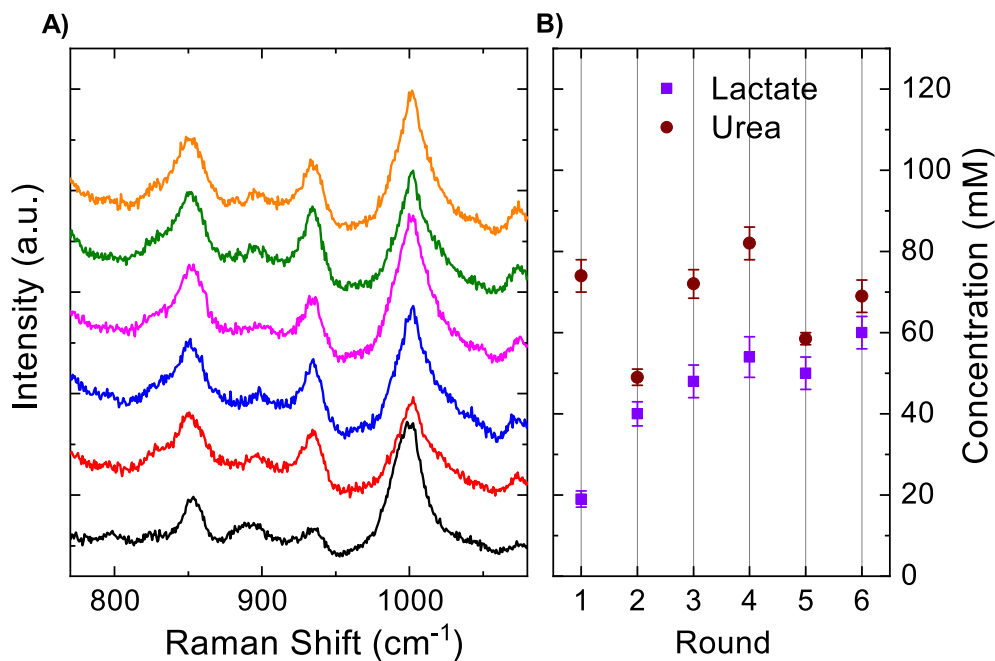 A)
Intensity (a.u.)
800 900 1000
Raman Shift (cm⁻¹)
B)
Lactate
Urea
120
100
80
60
40
20
0
Concentration (mM)
1 2 3 4 5 6
Round